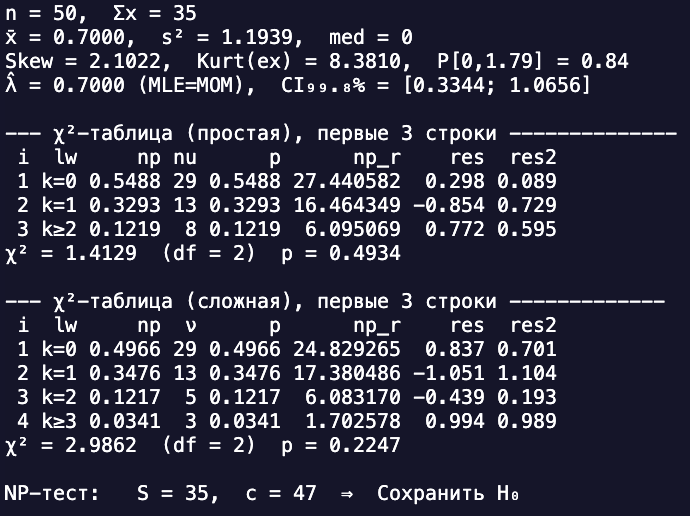 n = 50,  Σx = 35
x̄ = 0.7000,  s² = 1.1939,  med = 0
Skew = 2.1022,  Kurt(ex) = 8.3810,  P[0,1.79] = 0.84
λ̂ = 0.7000 (MLE=MOM),  CI₉₉.₈% = [0.3344; 1.0656]
--- χ²-таблица (простая), первые 3 строки --------------
i  lw     np nu      p      np_r    res  res2
1 k=0 0.5488 29 0.5488 27.440582  0.298 0.089
2 k=1 0.3293 13 0.3293 16.464349 -0.854 0.729
3 k≥2 0.1219  8 0.1219  6.095069  0.772 0.595
χ² = 1.4129  (df = 2)  p = 0.4934
--- χ²-таблица (сложная), первые 3 строки -------------
i  lw     np  ν      p      np_r    res  res2
1 k=0 0.4966 29 0.4966 24.829265  0.837 0.701
2 k=1 0.3476 13 0.3476 17.380486 -1.051 1.104
3 k=2 0.1217  5 0.1217  6.083170 -0.439 0.193
4 k≥3 0.0341  3 0.0341  1.702578  0.994 0.989
χ² = 2.9862  (df = 2)  p = 0.2247
NP-тест:   S = 35,  c = 47  ⇒  Сохранить H₀